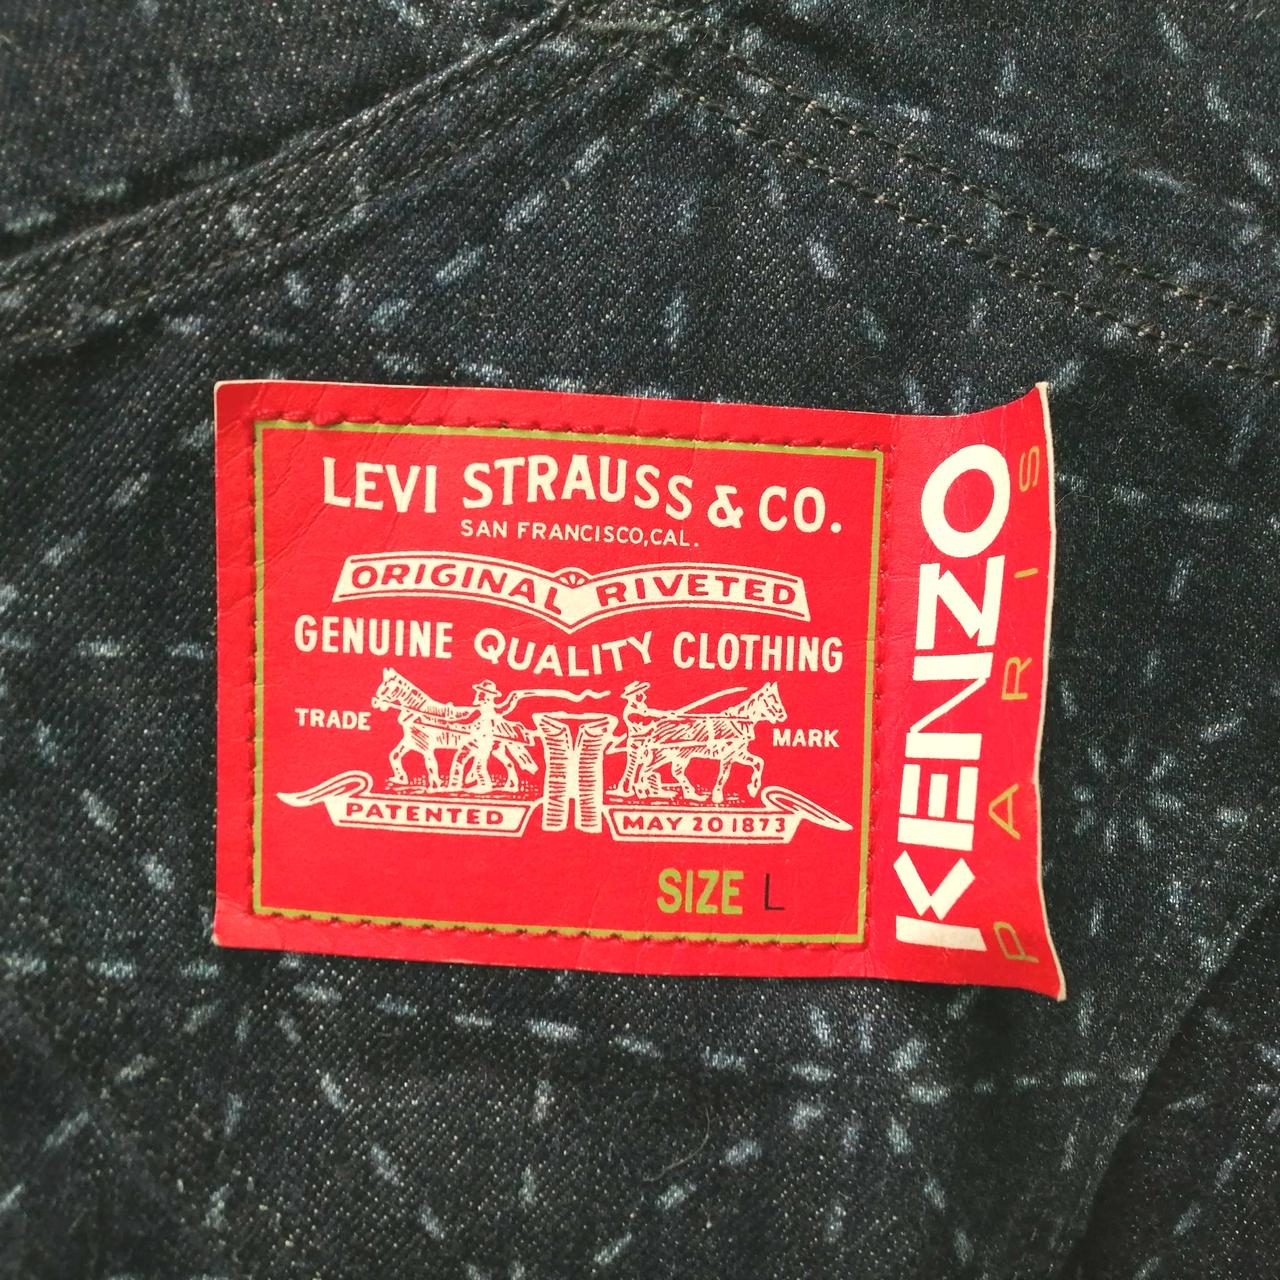 LEVI STRAUSS & CO.
SAN FRANCISCO, CAL.
ORIGINAL RIVETED
GENUINE QUALITY CLOTHING
TRADE MARK
PATENTED MAY 20 1873
SIZE L
KENZO
PARIS